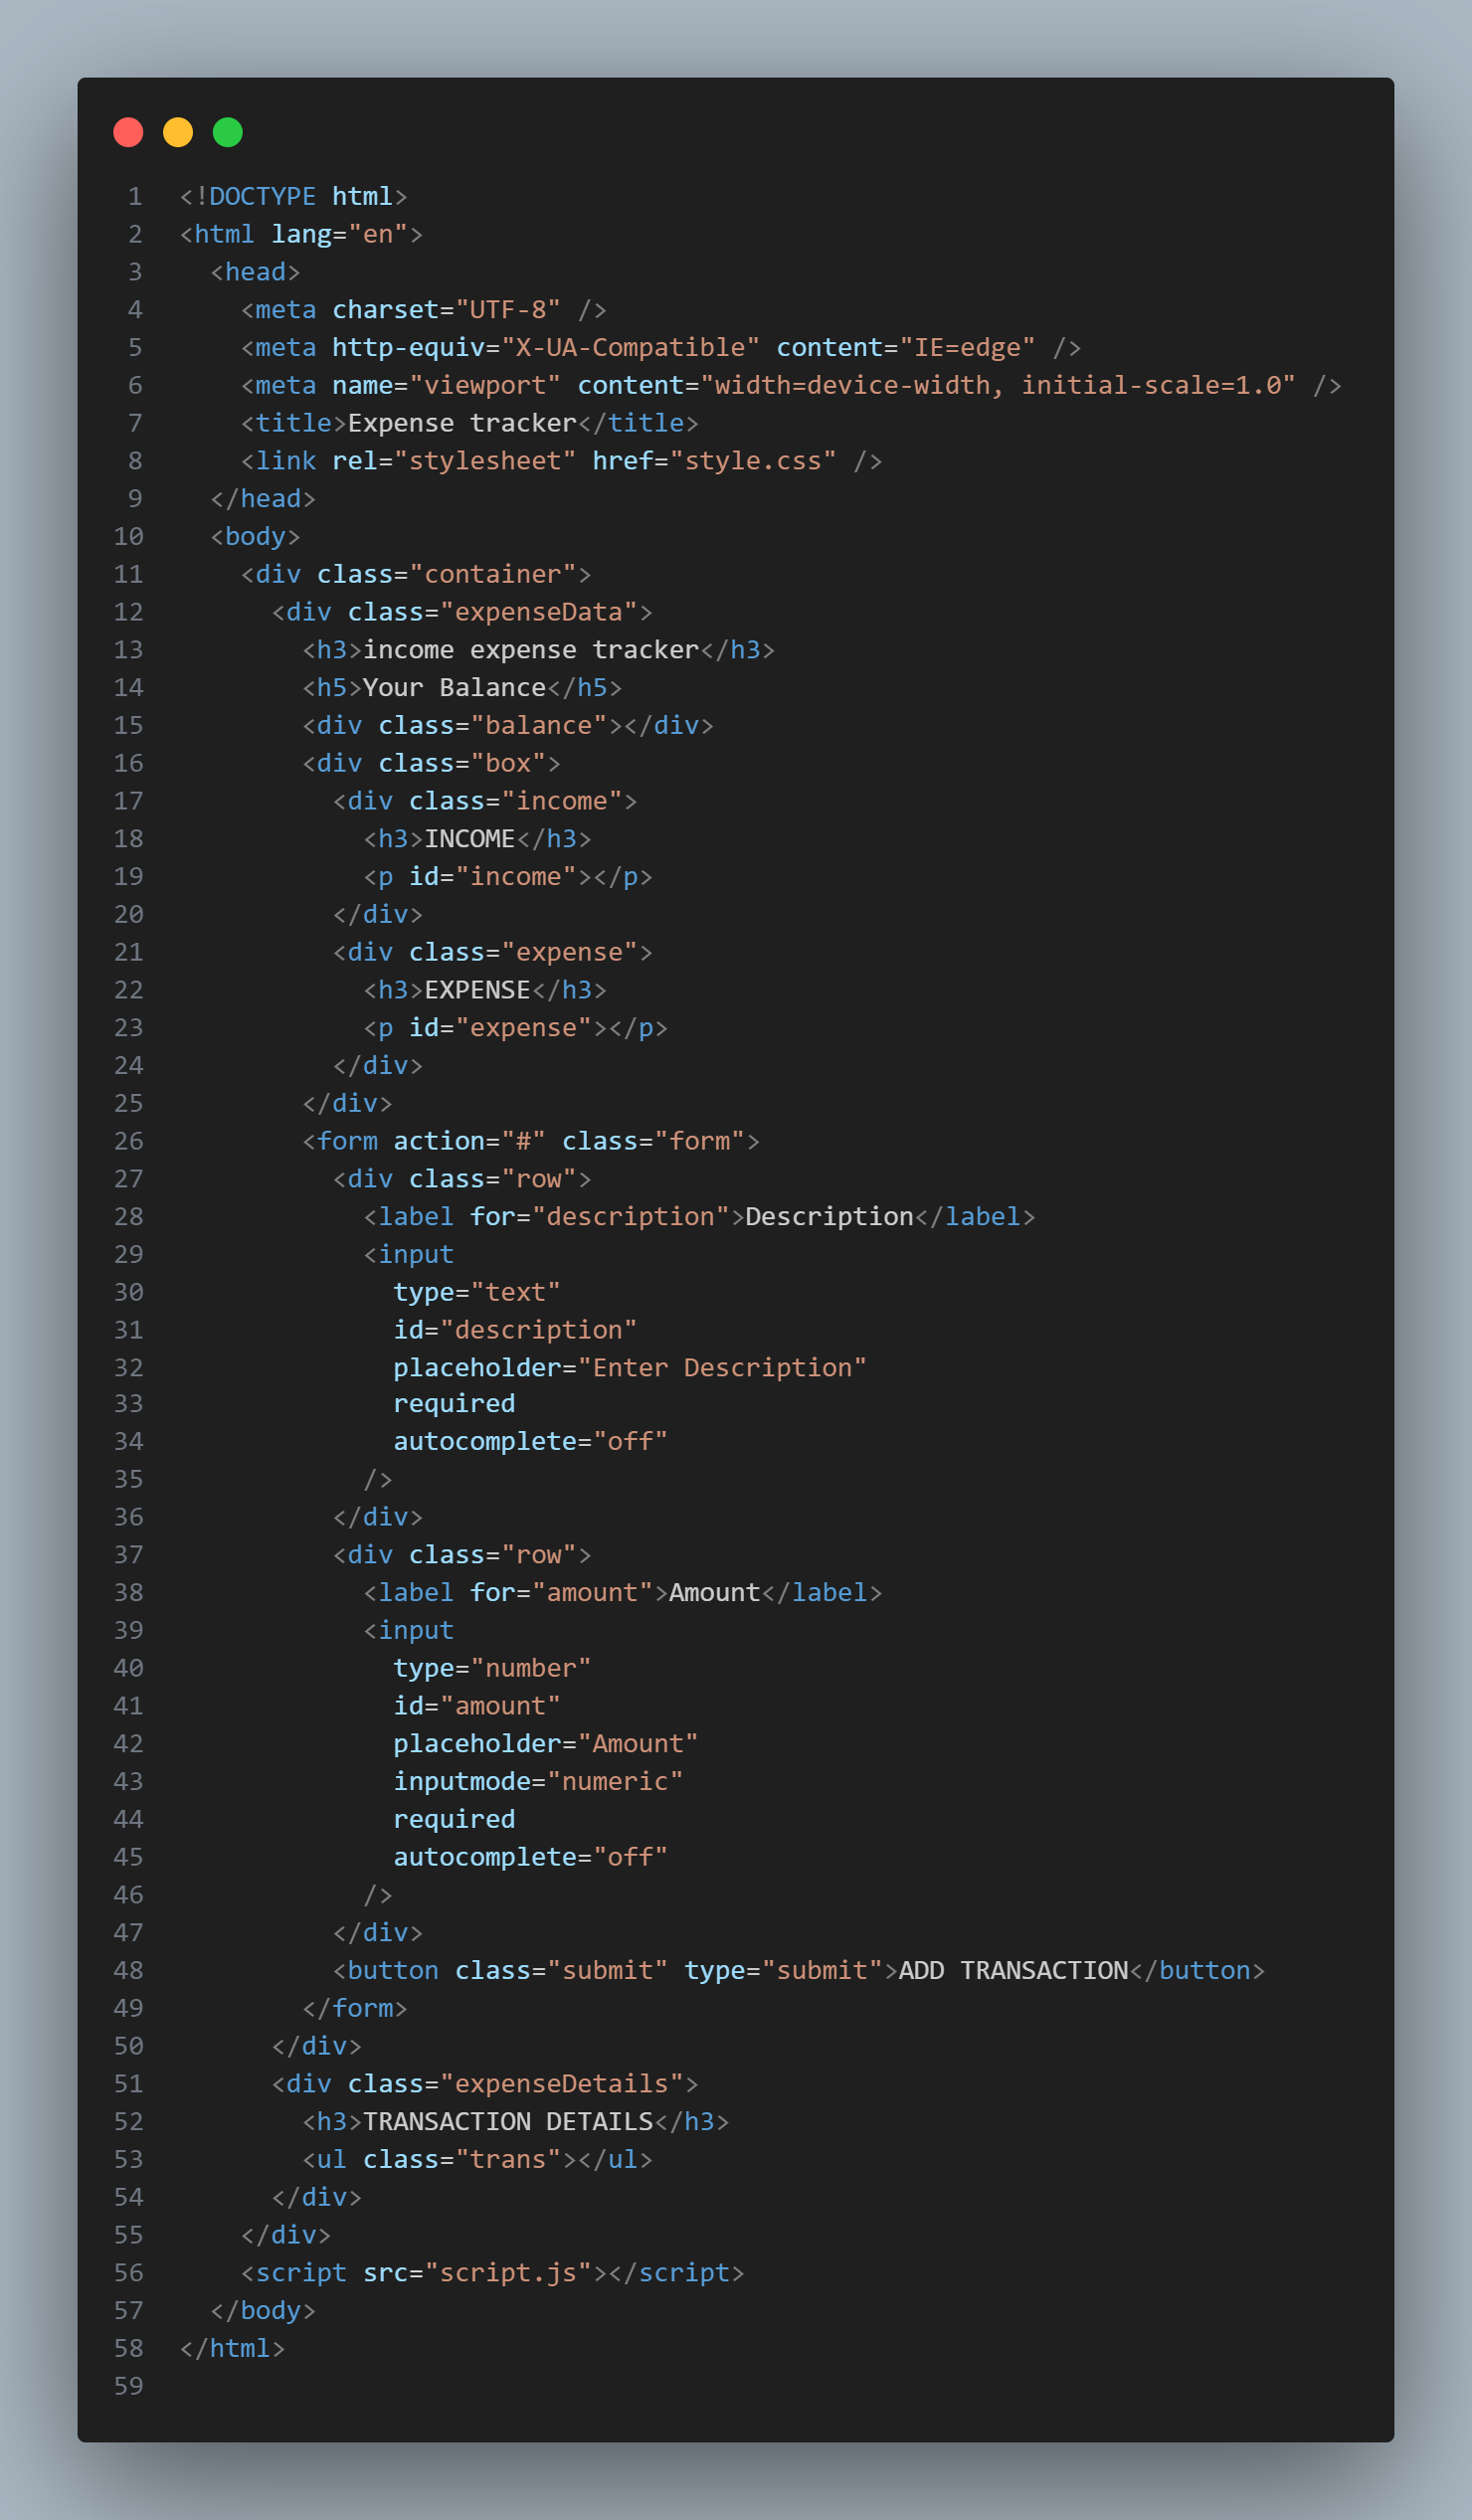 1 <!DOCTYPE html>
2 <html lang="en">
3   <head>
4     <meta charset="UTF-8" />
5     <meta http-equiv="X-UA-Compatible" content="IE=edge" />
6     <meta name="viewport" content="width=device-width, initial-scale=1.0" />
7     <title>Expense tracker</title>
8     <link rel="stylesheet" href="style.css" />
9   </head>
10   <body>
11     <div class="container">
12       <div class="expenseData">
13         <h3>income expense tracker</h3>
14         <h5>Your Balance</h5>
15         <div class="balance"></div>
16         <div class="box">
17           <div class="income">
18             <h3>INCOME</h3>
19             <p id="income"></p>
20           </div>
21           <div class="expense">
22             <h3>EXPENSE</h3>
23             <p id="expense"></p>
24           </div>
25         </div>
26         <form action="#" class="form">
27           <div class="row">
28             <label for="description">Description</label>
29             <input
30               type="text"
31               id="description"
32               placeholder="Enter Description"
33               required
34               autocomplete="off"
35             />
36           </div>
37           <div class="row">
38             <label for="amount">Amount</label>
39             <input
40               type="number"
41               id="amount"
42               placeholder="Amount"
43               inputmode="numeric"
44               required
45               autocomplete="off"
46             />
47           </div>
48           <button class="submit" type="submit">ADD TRANSACTION</button>
49         </form>
50       </div>
51       <div class="expenseDetails">
52         <h3>TRANSACTION DETAILS</h3>
53         <ul class="trans"></ul>
54       </div>
55     </div>
56     <script src="script.js"></script>
57   </body>
58 </html>
59